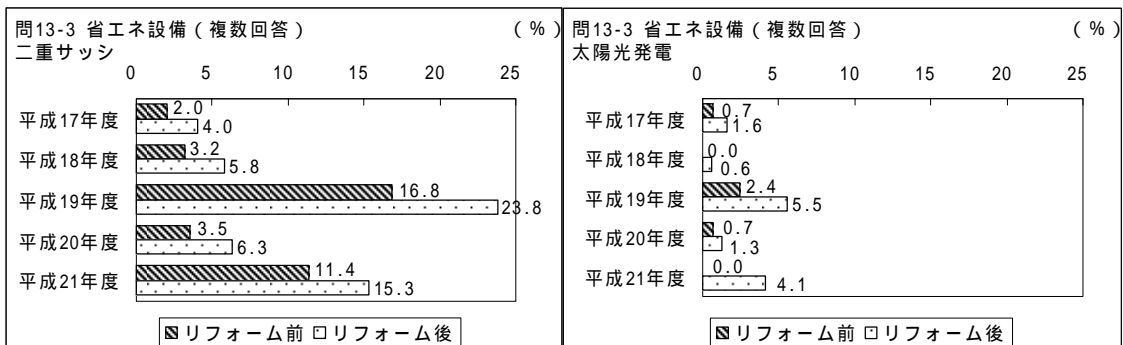 問13-3 省エネ設備(複数回答) (%)
二重サッシ
0 5 10 15 20 25
平成17年度 2.0
4.0
平成18年度 3.2
5.8
平成19年度 16.8
23.8
平成20年度 3.5
6.3
平成21年度 11.4
15.3
リフォーム前 リフォーム後
問13-3 省エネ設備(複数回答) (%)
太陽光発電
0 5 10 15 20 25
平成17年度 0.7
1.6
平成18年度 0.0
0.6
平成19年度 2.4
5.5
平成20年度 0.7
1.3
平成21年度 0.0
4.1
リフォーム前 リフォーム後